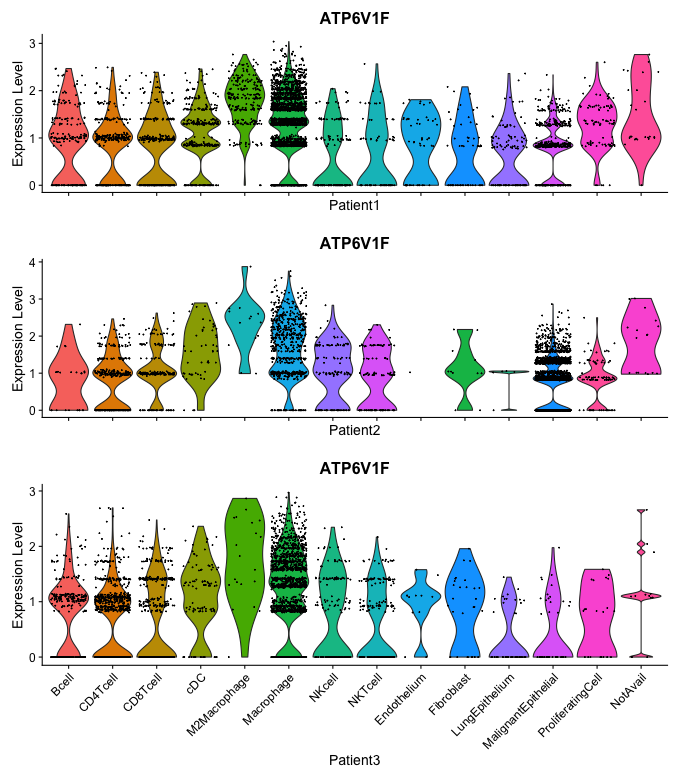 ATP6V1F
Expression Level
3
2
1
0
Patient1
ATP6V1F
Expression Level
4
3
2
1
0
Patient2
ATP6V1F
Expression Level
3
2
1
0
Bcell
CD4Tcell
CD8Tcell
cDC
M2Macrophage
Macrophage
NKcell
NKTcell
Endothelium
Fibroblast
LungEpithelium
MalignantEpithelial
ProliferatingCell
NotAvail
Patient3